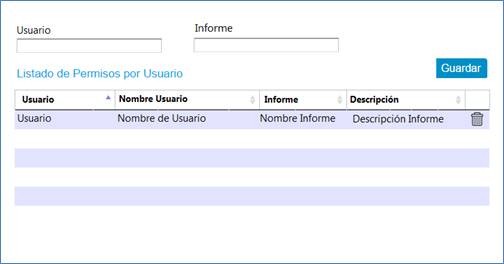 Usuario Informe
Listado de Permisos por Usuario
Guardar
Usuario Nombre Usuario Informe Descripción
Usuario Nombre de Usuario Nombre Informe Descripción Informe